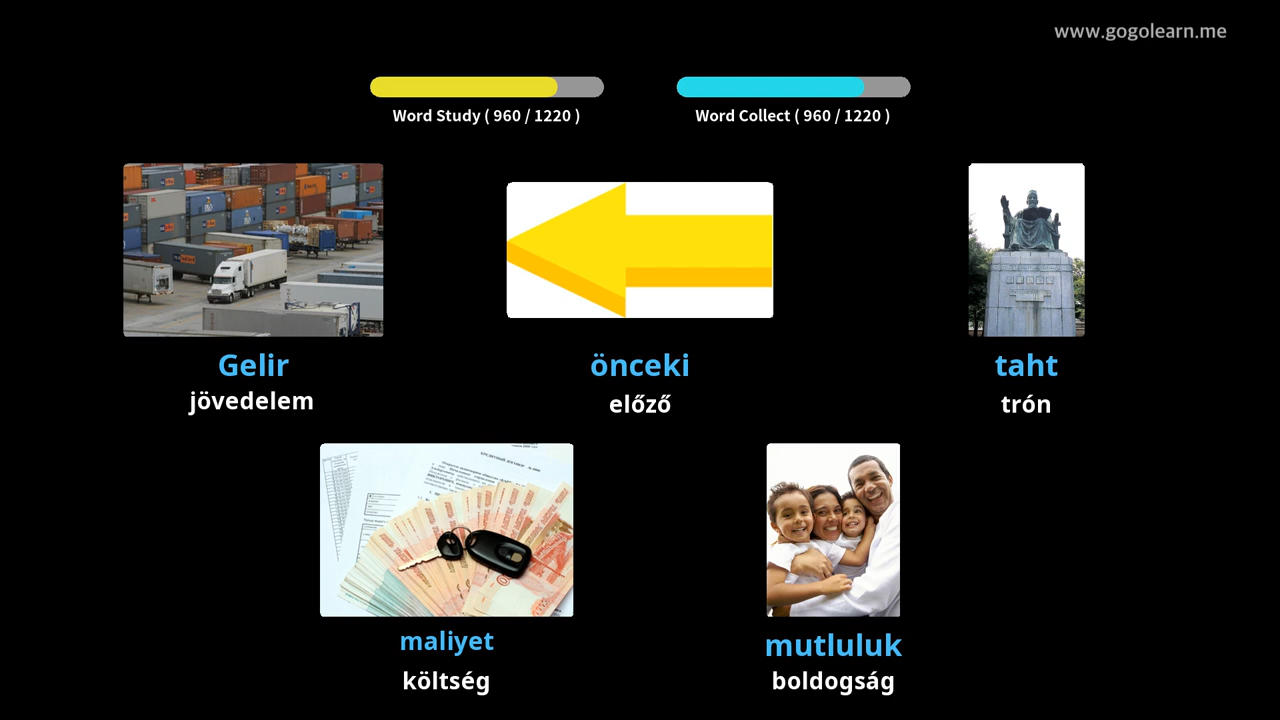 www.gogolearn.me
Word Study ( 960 / 1220 )
Word Collect ( 960 / 1220 )
Gelir
jövedelem
önceki
előző
taht
trón
maliyet
költség
mutluluk
boldogság